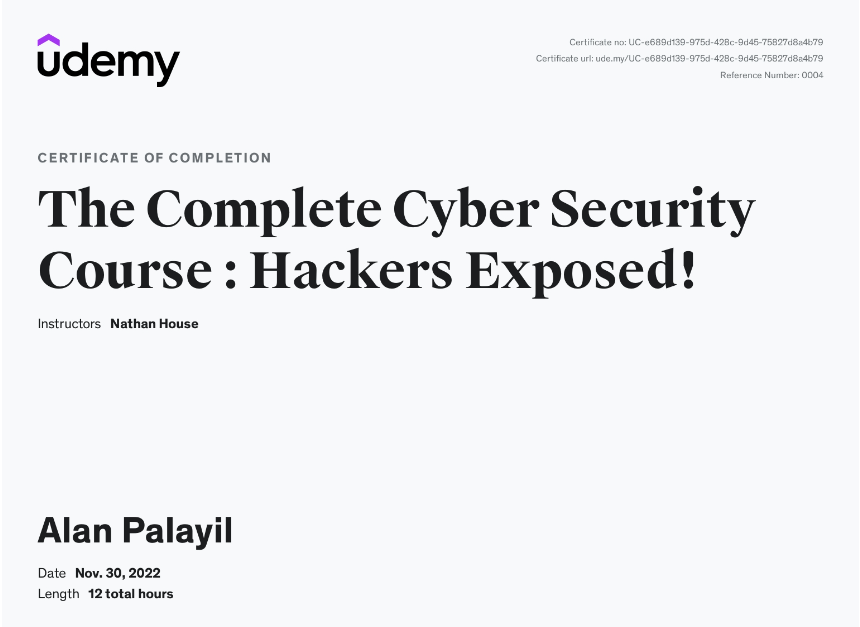 udemy
Certificate no: UC-e689d139-975d-428c-9d45-75827d8a4b79
Certificate url: ude.my/UC-e689d139-975d-428c-9d45-75827d8a4b79
Reference Number: 0004
CERTIFICATE OF COMPLETION
The Complete Cyber Security
Course : Hackers Exposed!
Instructors Nathan House
Alan Palayil
Date Nov. 30, 2022
Length 12 total hours